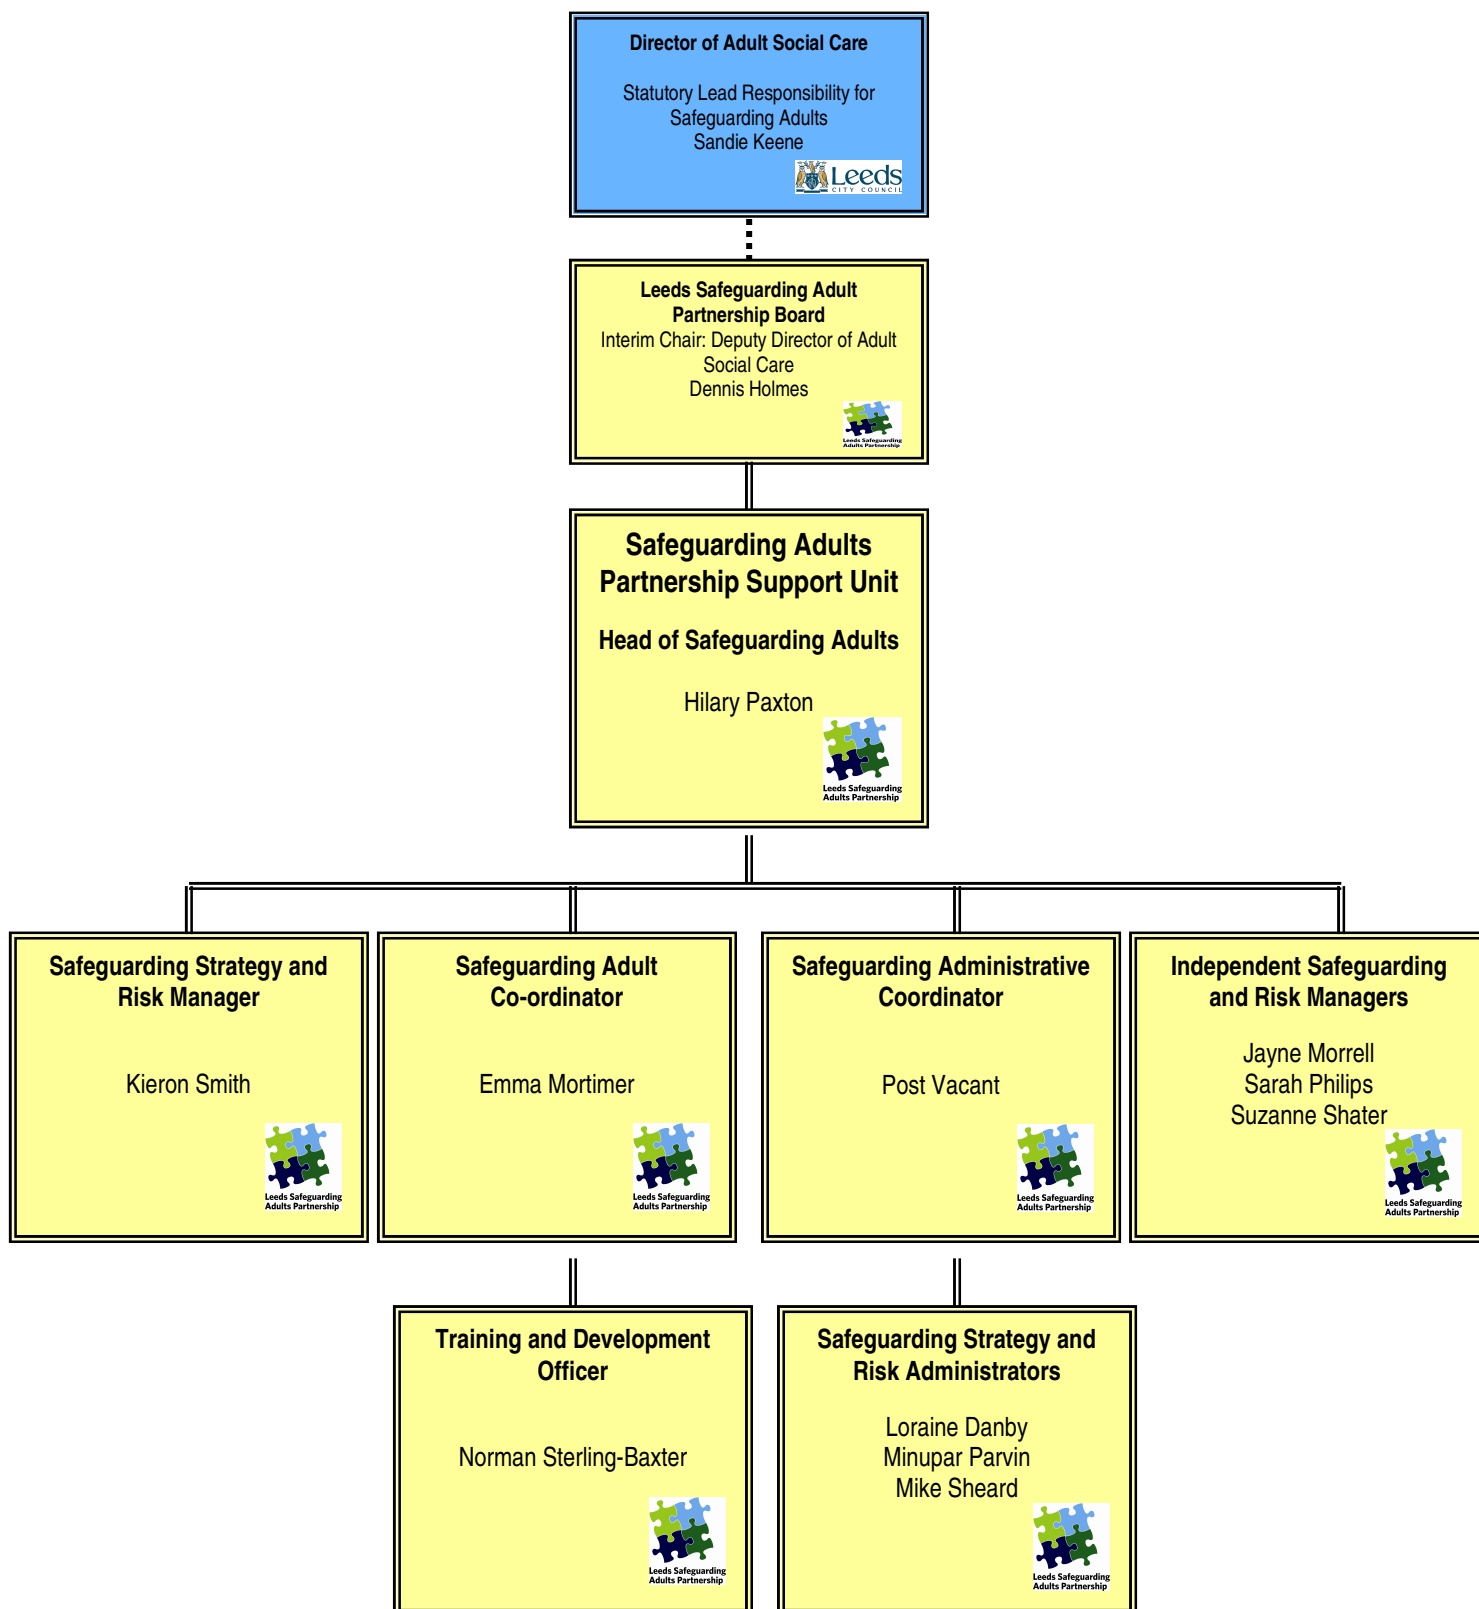 Director of Adult Social Care
Statutory Lead Responsibility for
Safeguarding Adults
Sandie Keene
Leeds
CITY COUNCIL
Leeds Safeguarding Adult
Partnership Board
Interim Chair: Deputy Director of Adult
Social Care
Dennis Holmes
Leeds Safeguarding
Adults Partnership
Safeguarding Adults
Partnership Support Unit
Head of Safeguarding Adults
Hilary Paxton
Leeds Safeguarding
Adults Partnership
Safeguarding Strategy and
Risk Manager
Kieron Smith
Leeds Safeguarding
Adults Partnership
Safeguarding Adult
Co-ordinator
Emma Mortimer
Leeds Safeguarding
Adults Partnership
Safeguarding Administrative
Coordinator
Post Vacant
Leeds Safeguarding
Adults Partnership
Independent Safeguarding
and Risk Managers
Jayne Morrell
Sarah Philips
Suzanne Shater
Leeds Safeguarding
Adults Partnership
Training and Development
Officer
Norman Sterling-Baxter
Leeds Safeguarding
Adults Partnership
Safeguarding Strategy and
Risk Administrators
Loraine Danby
Minupar Parvin
Mike Sheard
Leeds Safeguarding
Adults Partnership